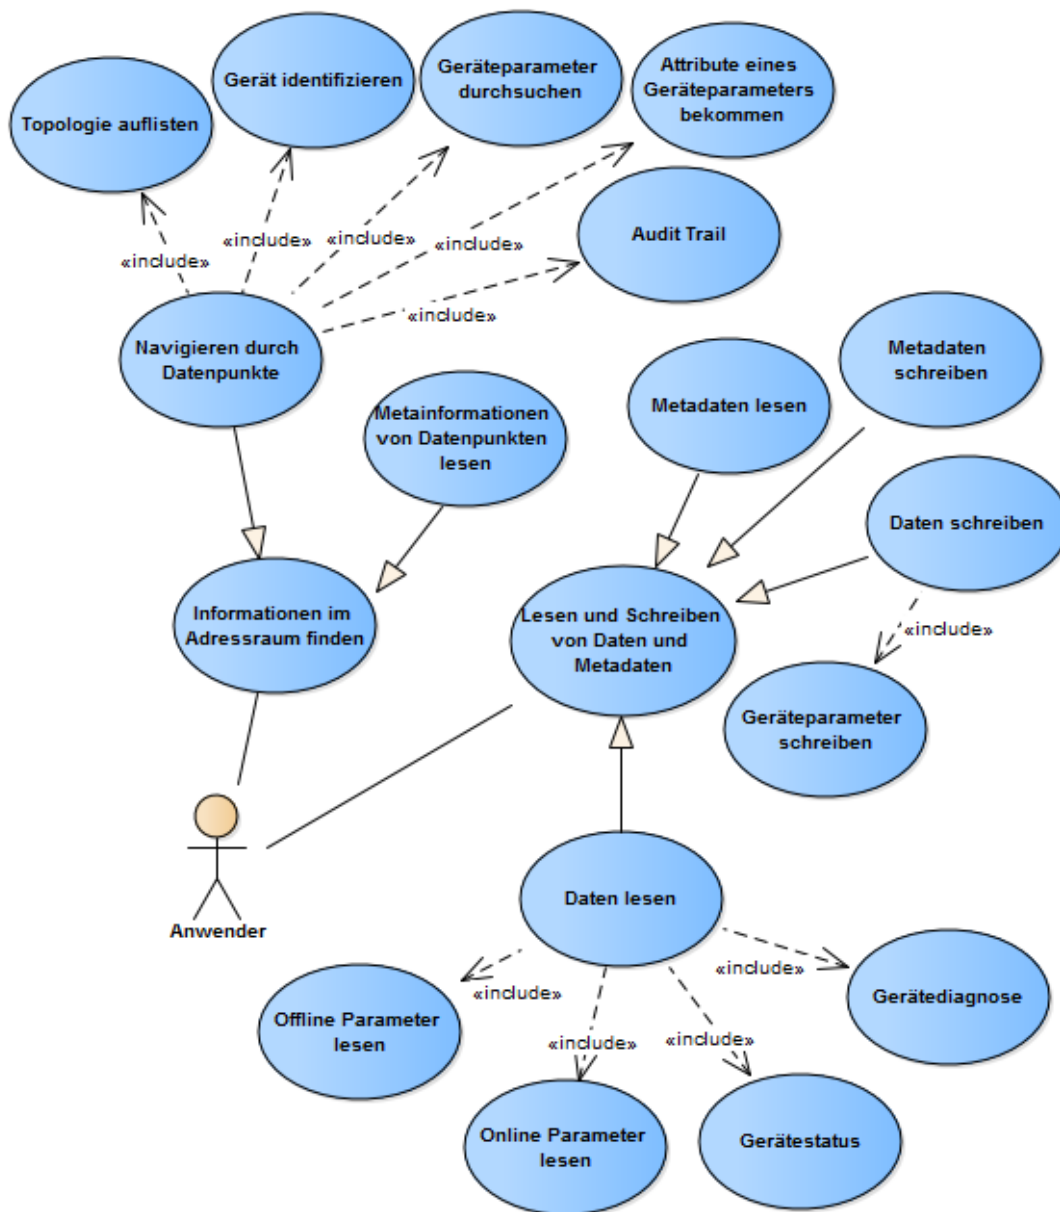 Topologie auflisten
Gerät identifizieren
Geräteparameter
durchsuchen
Attribute eines
Geräteparameters
bekommen
Audit Trail
«include»
«include»
«include»
«include»
«include»
Navigieren durch
Datenpunkte
Metainformationen
von Datenpunkten
lesen
Metadaten lesen
Metadaten
schreiben
Daten schreiben
Informationen im
Adressraum finden
Lesen und Schreiben
von Daten und
Metadaten
«include»
Geräteparameter
schreiben
Anwender
Daten lesen
«include»
«include»
«include»
«include»
Offline Parameter
lesen
Online Parameter
lesen
Gerätestatus
Gerätediagnose